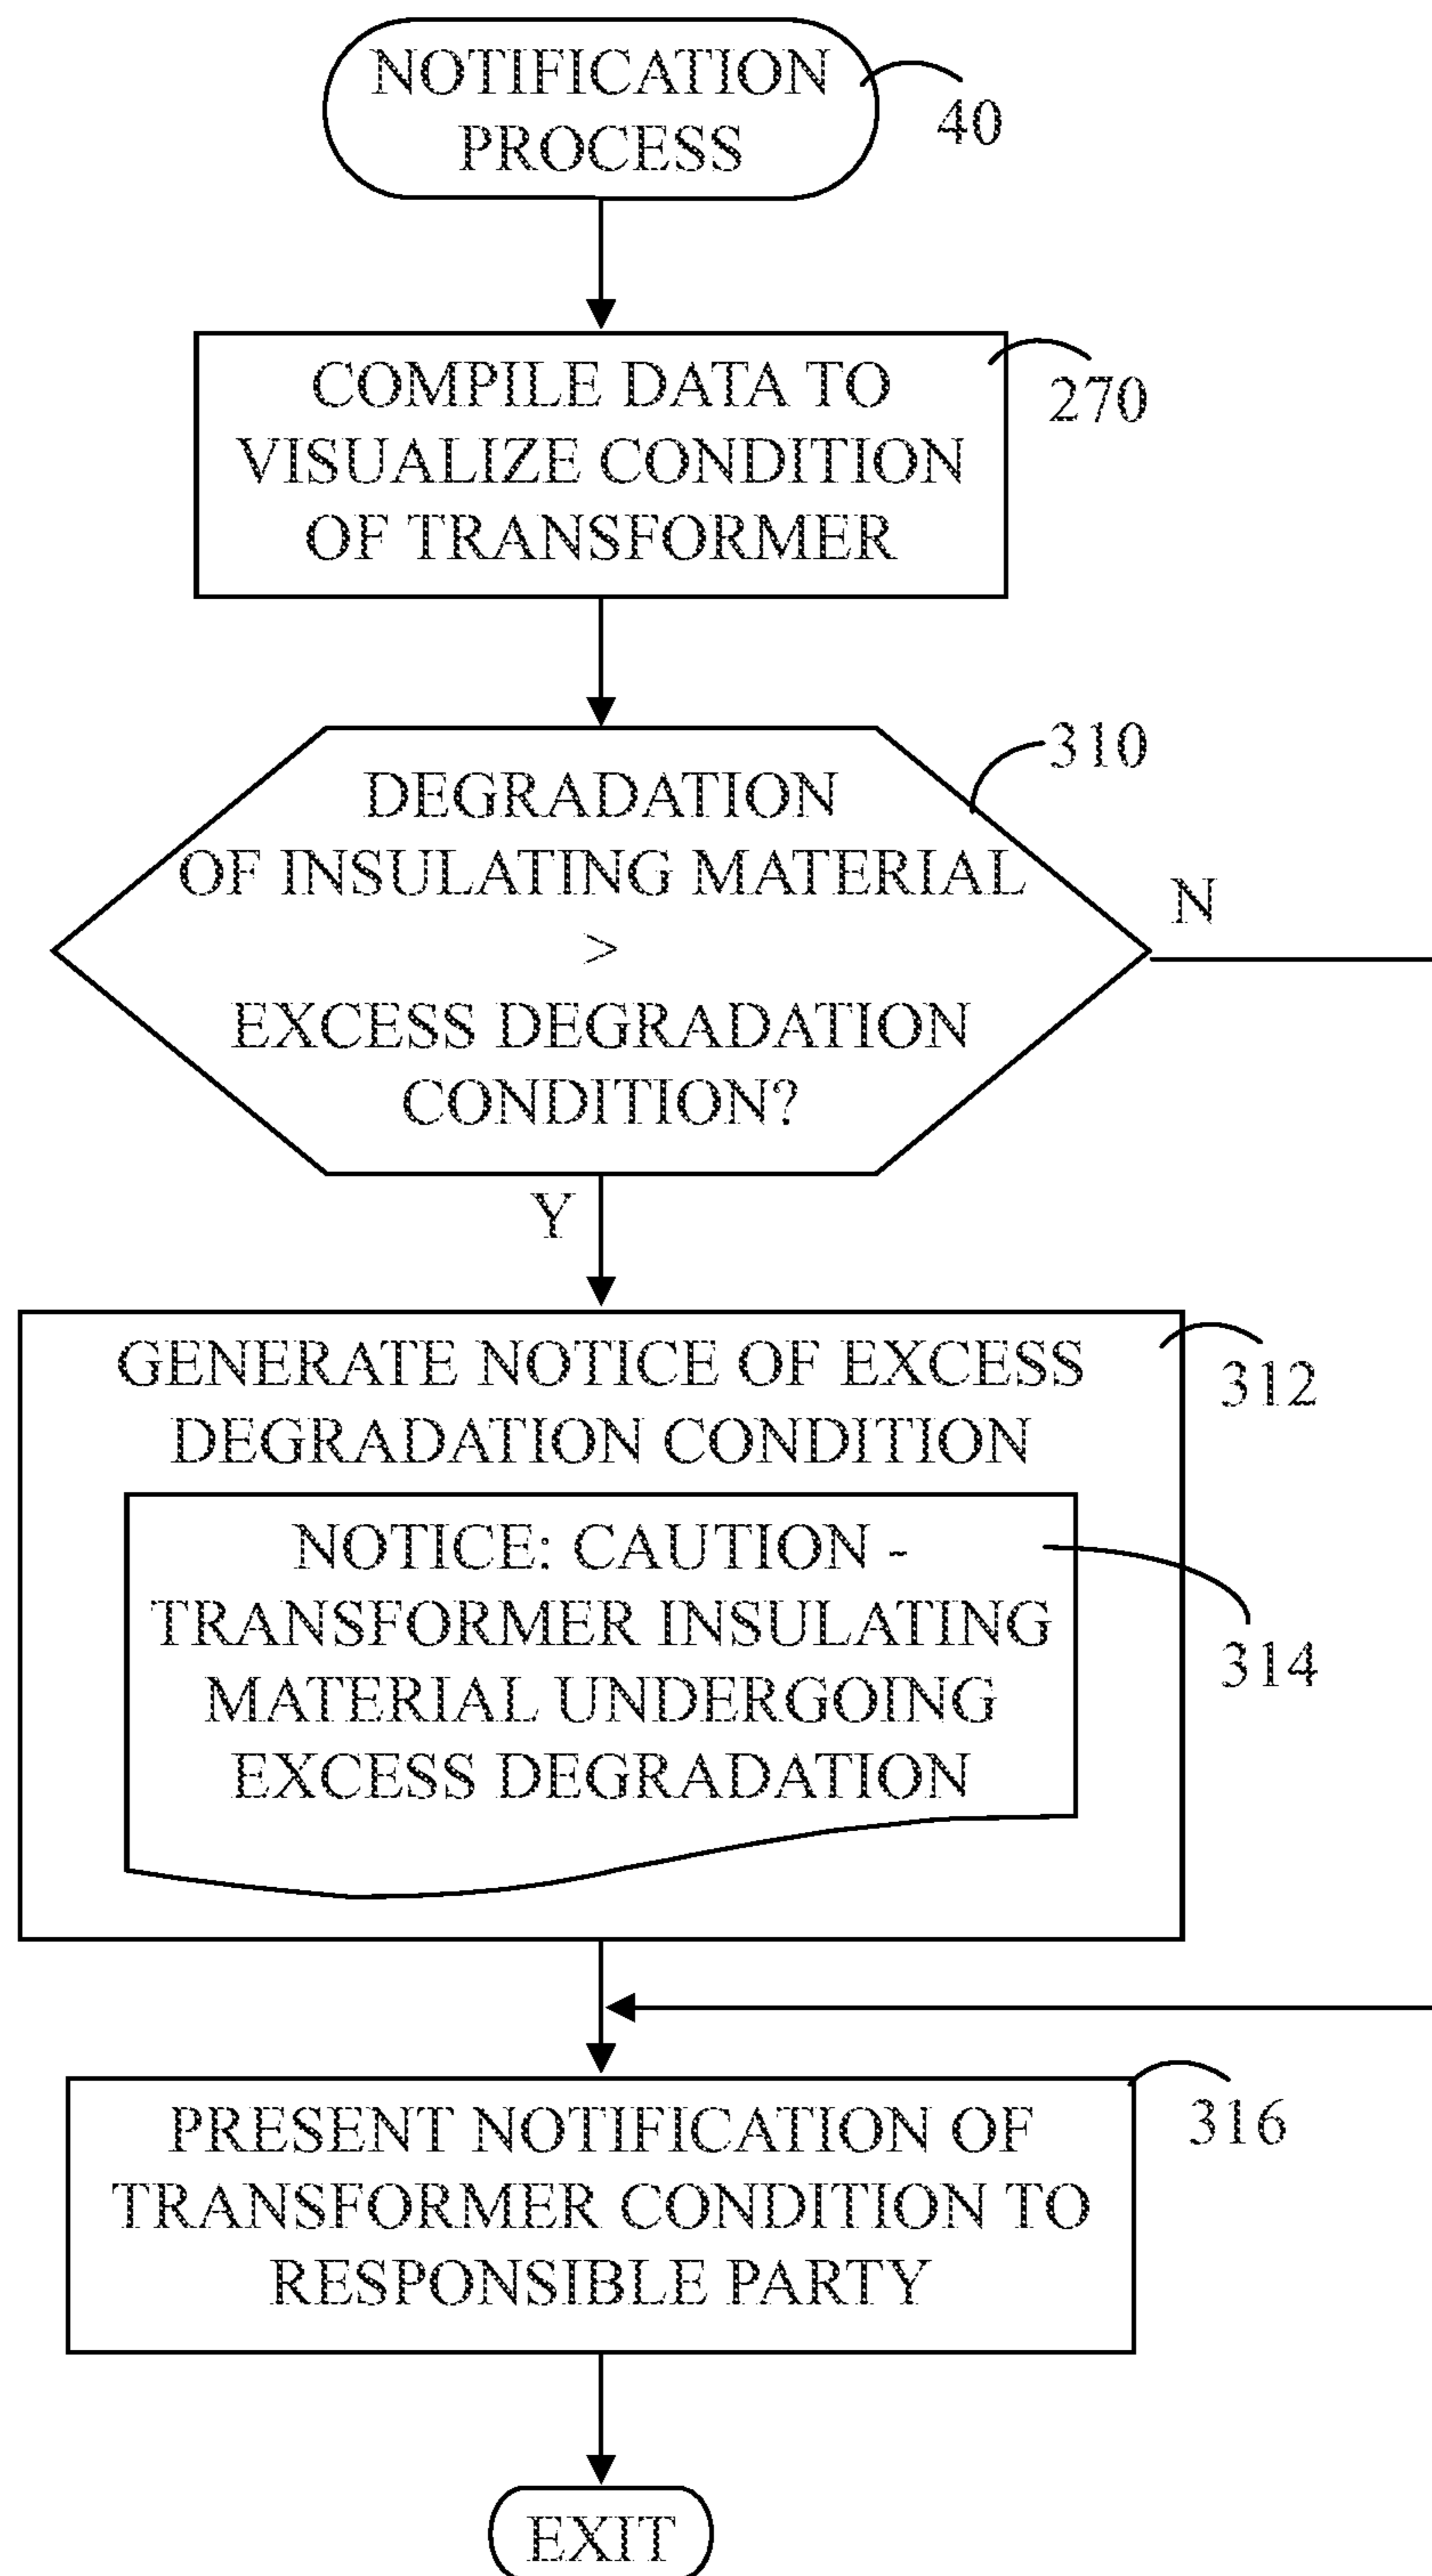 NOTIFICATION
PROCESS
40
COMPILE DATA TO
VISUALIZE CONDITION
OF TRANSFORMER
270
310
DEGRADATION
OF INSULATING MATERIAL
>
EXCESS DEGRADATION
CONDITION?
N
Y
GENERATE NOTICE OF EXCESS
DEGRADATION CONDITION
312
NOTICE: CAUTION -
TRANSFORMER INSULATING
MATERIAL UNDERGOING
EXCESS DEGRADATION
314
PRESENT NOTIFICATION OF
TRANSFORMER CONDITION TO
RESPONSIBLE PARTY
316
EXIT